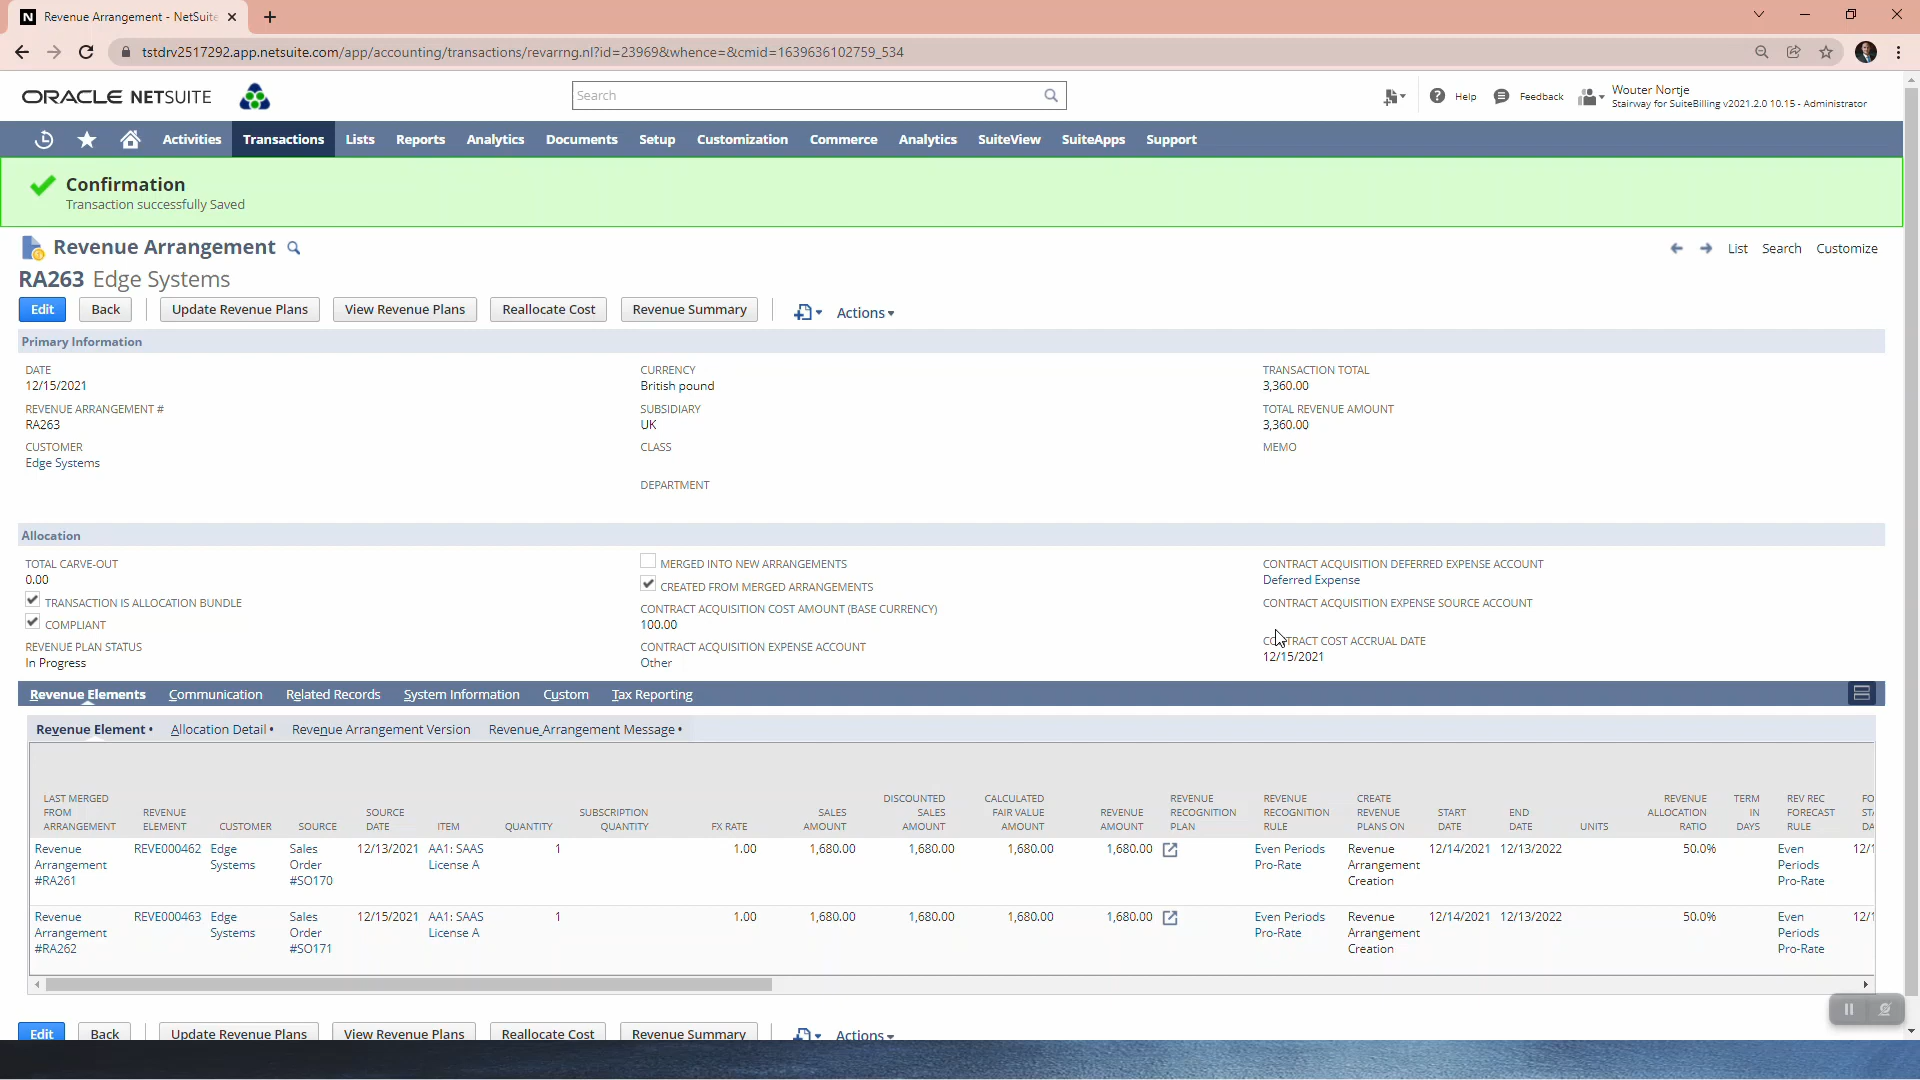 Revenue Arrangement - NetSuite
tstdrv2517292.app.netsuite.com/app/accounting/transactions/revarrng.nl?id=23969&whence=&cmid=1639636102759_534
ORACLE NETSUITE
Search
Help
Feedback
Wouter Nortje
Stairway for SuiteBilling v2021.2.0 10.15 - Administrator
Activities Transactions Lists Reports Analytics Documents Setup Customization Commerce Analytics SuiteView SuiteApps Support
Confirmation
Transaction successfully Saved
Revenue Arrangement
List Search Customize
RA263 Edge Systems
Edit Back Update Revenue Plans View Revenue Plans Reallocate Cost Revenue Summary Actions
Primary Information
DATE
12/15/2021
REVENUE ARRANGEMENT #
RA263
CUSTOMER
Edge Systems
CURRENCY
British pound
SUBSIDIARY
UK
CLASS
DEPARTMENT
TRANSACTION TOTAL
3,360.00
TOTAL REVENUE AMOUNT
3,360.00
MEMO
Allocation
TOTAL CARVE-OUT
0.00
TRANSACTION IS ALLOCATION BUNDLE
COMPLIANT
REVENUE PLAN STATUS
In Progress
MERGED INTO NEW ARRANGEMENTS
CREATED FROM MERGED ARRANGEMENTS
CONTRACT ACQUISITION COST AMOUNT (BASE CURRENCY)
100.00
CONTRACT ACQUISITION EXPENSE ACCOUNT
Other
CONTRACT ACQUISITION DEFERRED EXPENSE ACCOUNT
Deferred Expense
CONTRACT ACQUISITION EXPENSE SOURCE ACCOUNT
CONTRACT COST ACCRUAL DATE
12/15/2021
Revenue Elements Communication Related Records System Information Custom Tax Reporting
Revenue Element • Allocation Detail • Revenue Arrangement Version Revenue Arrangement Message •
LAST MERGED
FROM
ARRANGEMENT
REVENUE
ELEMENT
CUSTOMER
SOURCE
SOURCE
DATE
ITEM
QUANTITY
SUBSCRIPTION
QUANTITY
FX RATE
SALES
AMOUNT
DISCOUNTED
SALES
AMOUNT
CALCULATED
FAIR VALUE
AMOUNT
REVENUE
AMOUNT
REVENUE
RECOGNITION
PLAN
REVENUE
RECOGNITION
RULE
CREATE
REVENUE
PLANS ON
START
DATE
END
DATE
UNITS
REVENUE
ALLOCATION
RATIO
TERM
IN
DAYS
REV REC
FORECAST
RULE
FO
STA
DA
Revenue REVE000462 Edge Sales 12/13/2021 AA1: SAAS 1 1.00 1,680.00 1,680.00 1,680.00 1,680.00 Even Periods Revenue 12/14/2021 12/13/2022 50.0% Even 12/1
Arrangement Systems Order License A Pro-Rate Arrangement Periods
#RA261 #SO170 Creation Pro-Rate
Revenue REVE000463 Edge Sales 12/15/2021 AA1: SAAS 1 1.00 1,680.00 1,680.00 1,680.00 1,680.00 Even Periods Revenue 12/14/2021 12/13/2022 50.0% Even 12/1
Arrangement Systems Order License A Pro-Rate Arrangement Periods
#RA262 #SO171 Creation Pro-Rate
Edit Back Update Revenue Plans View Revenue Plans Reallocate Cost Revenue Summary Actions